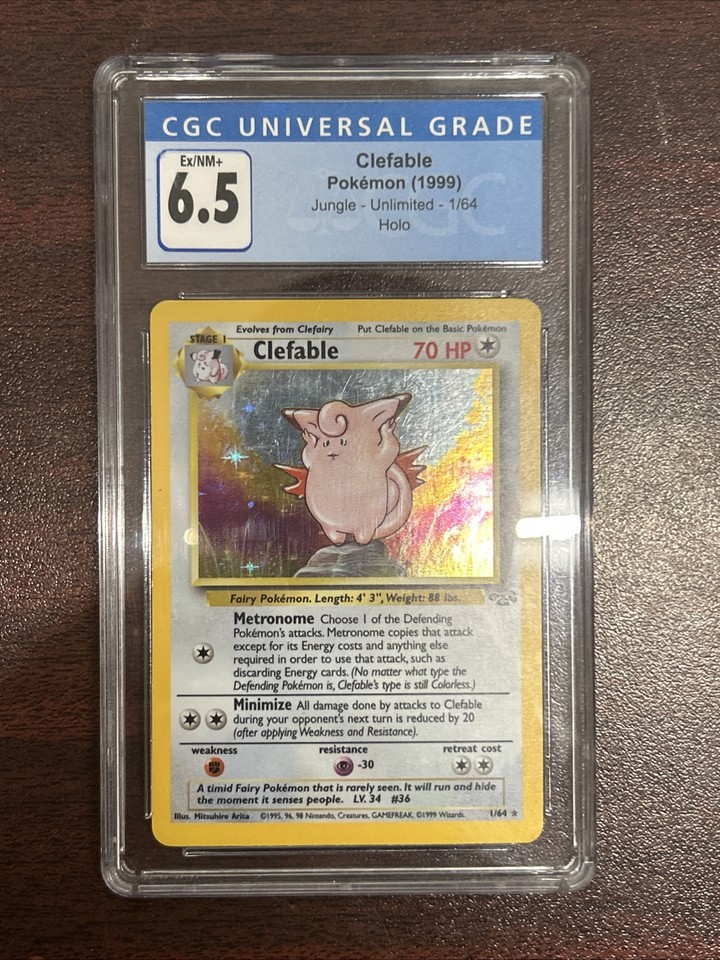 CGC UNIVERSAL GRADE
Ex/NM+
6.5
Clefable
Pokémon (1999)
Jungle - Unlimited - 1/64
Holo
Evolves from Clefairy Put Clefable on the Basic Pokémon
STAGE 1
Clefable 70 HP
Fairy Pokémon. Length: 4' 3", Weight: 88 lbs.
Metronome Choose 1 of the Defending
Pokémon's attacks. Metronome copies that attack
except for its Energy costs and anything else
required in order to use that attack, such as
discarding Energy cards. (No matter what type the
Defending Pokémon is, Clefable's type is still Colorless.)
Minimize All damage done by attacks to Clefable
during your opponent's next turn is reduced by 20
(after applying Weakness and Resistance).
weakness resistance retreat cost
-30
A timid Fairy Pokémon that is rarely seen. It will run and hide
the moment it senses people. LV. 34 #36
Illus. Mitsuhiro Arita ©1995, 96, 98 Nintendo, Creatures, GAMEFREAK. ©1999 Wizards. 1/64 ★